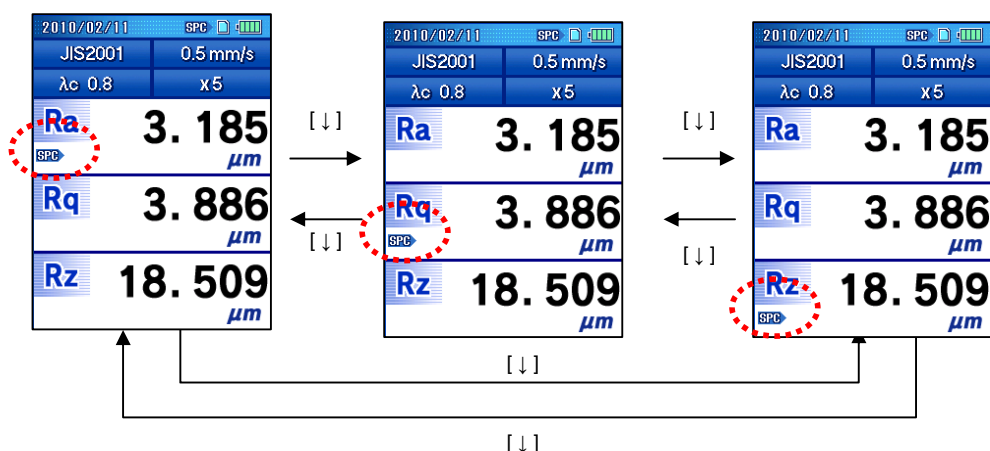 2010/02/11 SPC
JIS2001 0.5 mm/s
λc 0.8 x5
Ra 3. 185
SPC μm
Rq 3. 886
μm
Rz 18. 509
μm
[↓]
[↓]
2010/02/11 SPC
JIS2001 0.5 mm/s
λc 0.8 x5
Ra 3. 185
μm
Rq 3. 886
SPC μm
Rz 18. 509
μm
[↓]
[↓]
2010/02/11 SPC
JIS2001 0.5 mm/s
λc 0.8 x5
Ra 3. 185
μm
Rq 3. 886
μm
Rz 18. 509
SPC μm
[↓]
[↓]